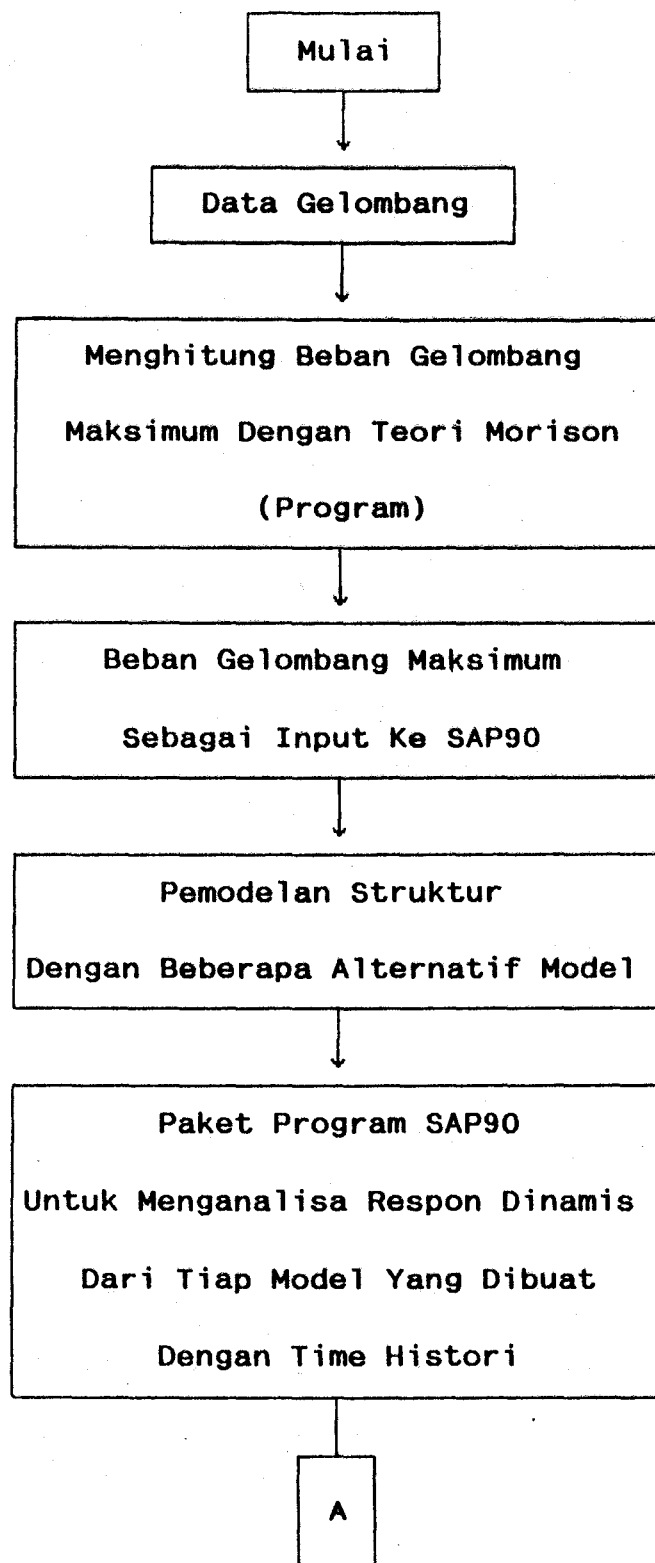 Mulai
Data Gelombang
Menghitung Beban Gelombang
Maksimum Dengan Teori Morison
(Program)
Beban Gelombang Maksimum
Sebagai Input Ke SAP90
Pemodelan Struktur
Dengan Beberapa Alternatif Model
Paket Program SAP90
Untuk Menganalisa Respon Dinamis
Dari Tiap Model Yang Dibuat
Dengan Time Histori
A